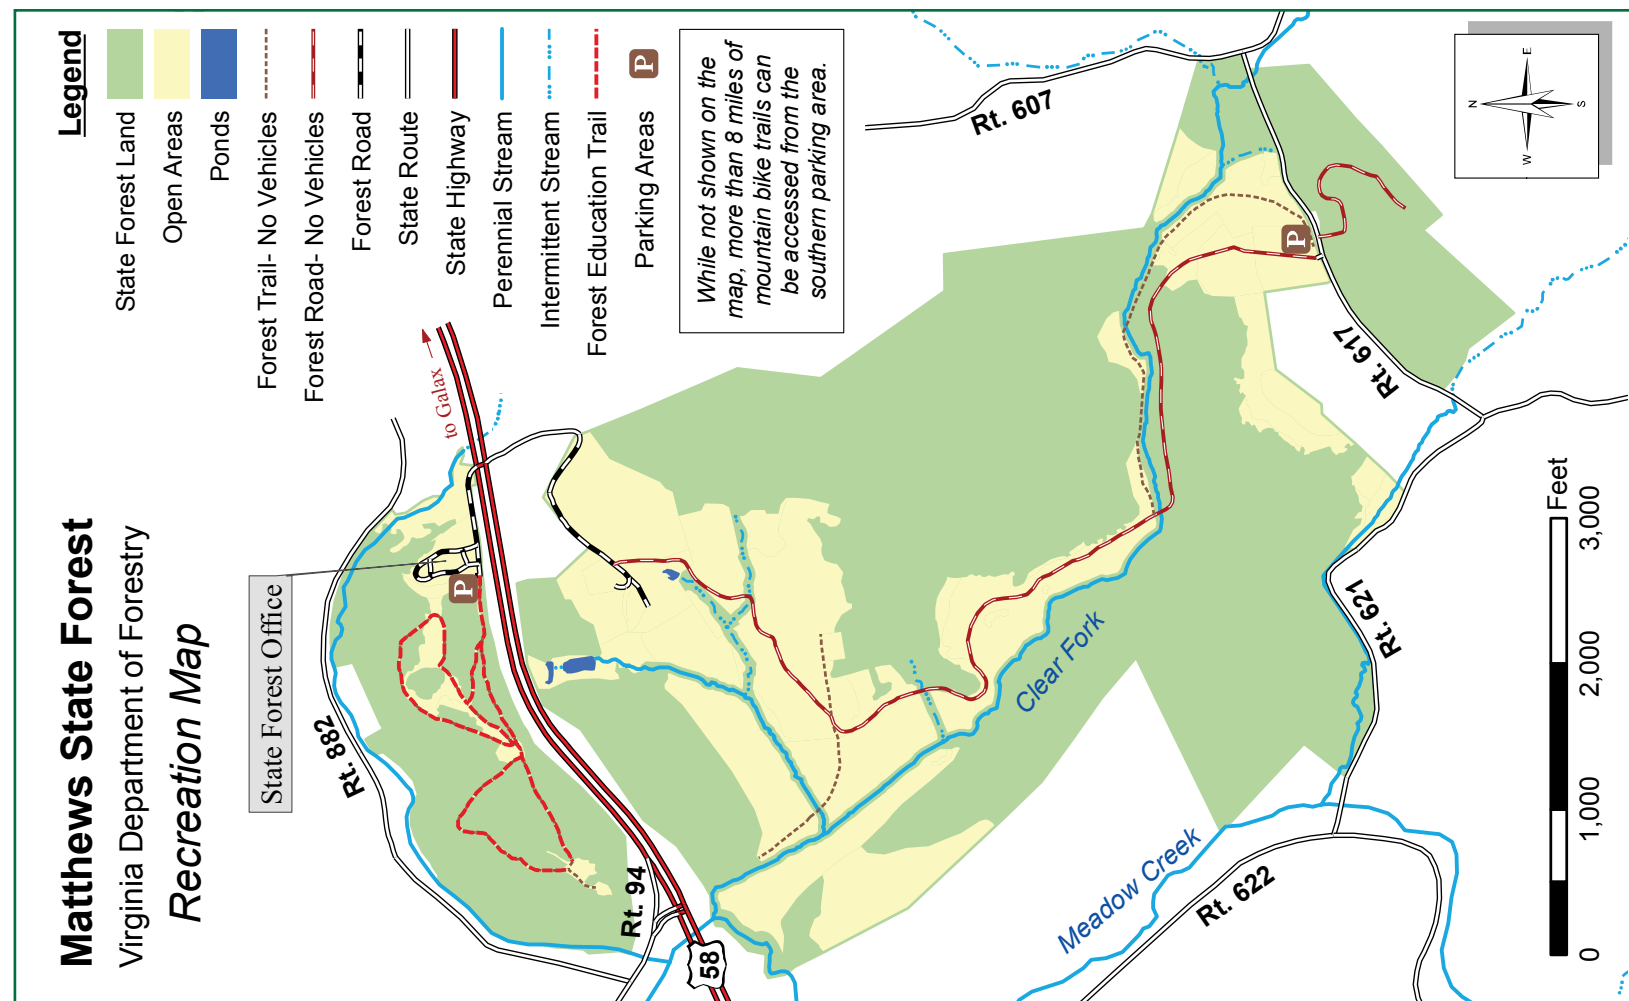 Matthews State Forest
Virginia Department of Forestry
Recreation Map
Legend
State Forest Land
Open Areas
Ponds
Forest Trail- No Vehicles
Forest Road- No Vehicles
Forest Road
State Route
State Highway
Perennial Stream
Intermittent Stream
Forest Education Trail
P
Parking Areas
While not shown on the
map, more than 8 miles of
mountain bike trails can
be accessed from the
southern parking area.
State Forest Office
to Galax
P
Rt. 882
Rt. 94
58
Clear Fork
Meadow Creek
Rt. 622
Rt. 621
Rt. 617
Rt. 607
P
N
E
S
W
0
1,000
2,000
3,000
Feet